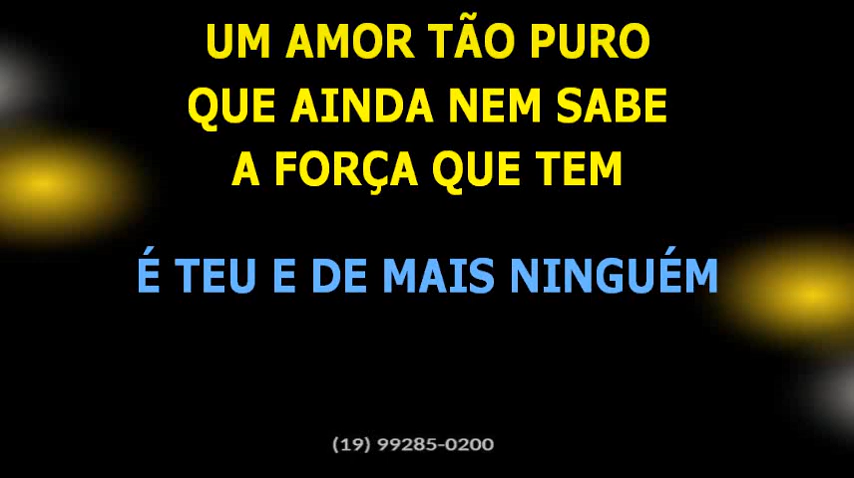 UM AMOR TÃO PURO
QUE AINDA NEM SABE
A FORÇA QUE TEM
É TEU E DE MAIS NINGUÉM
(19) 99285-0200